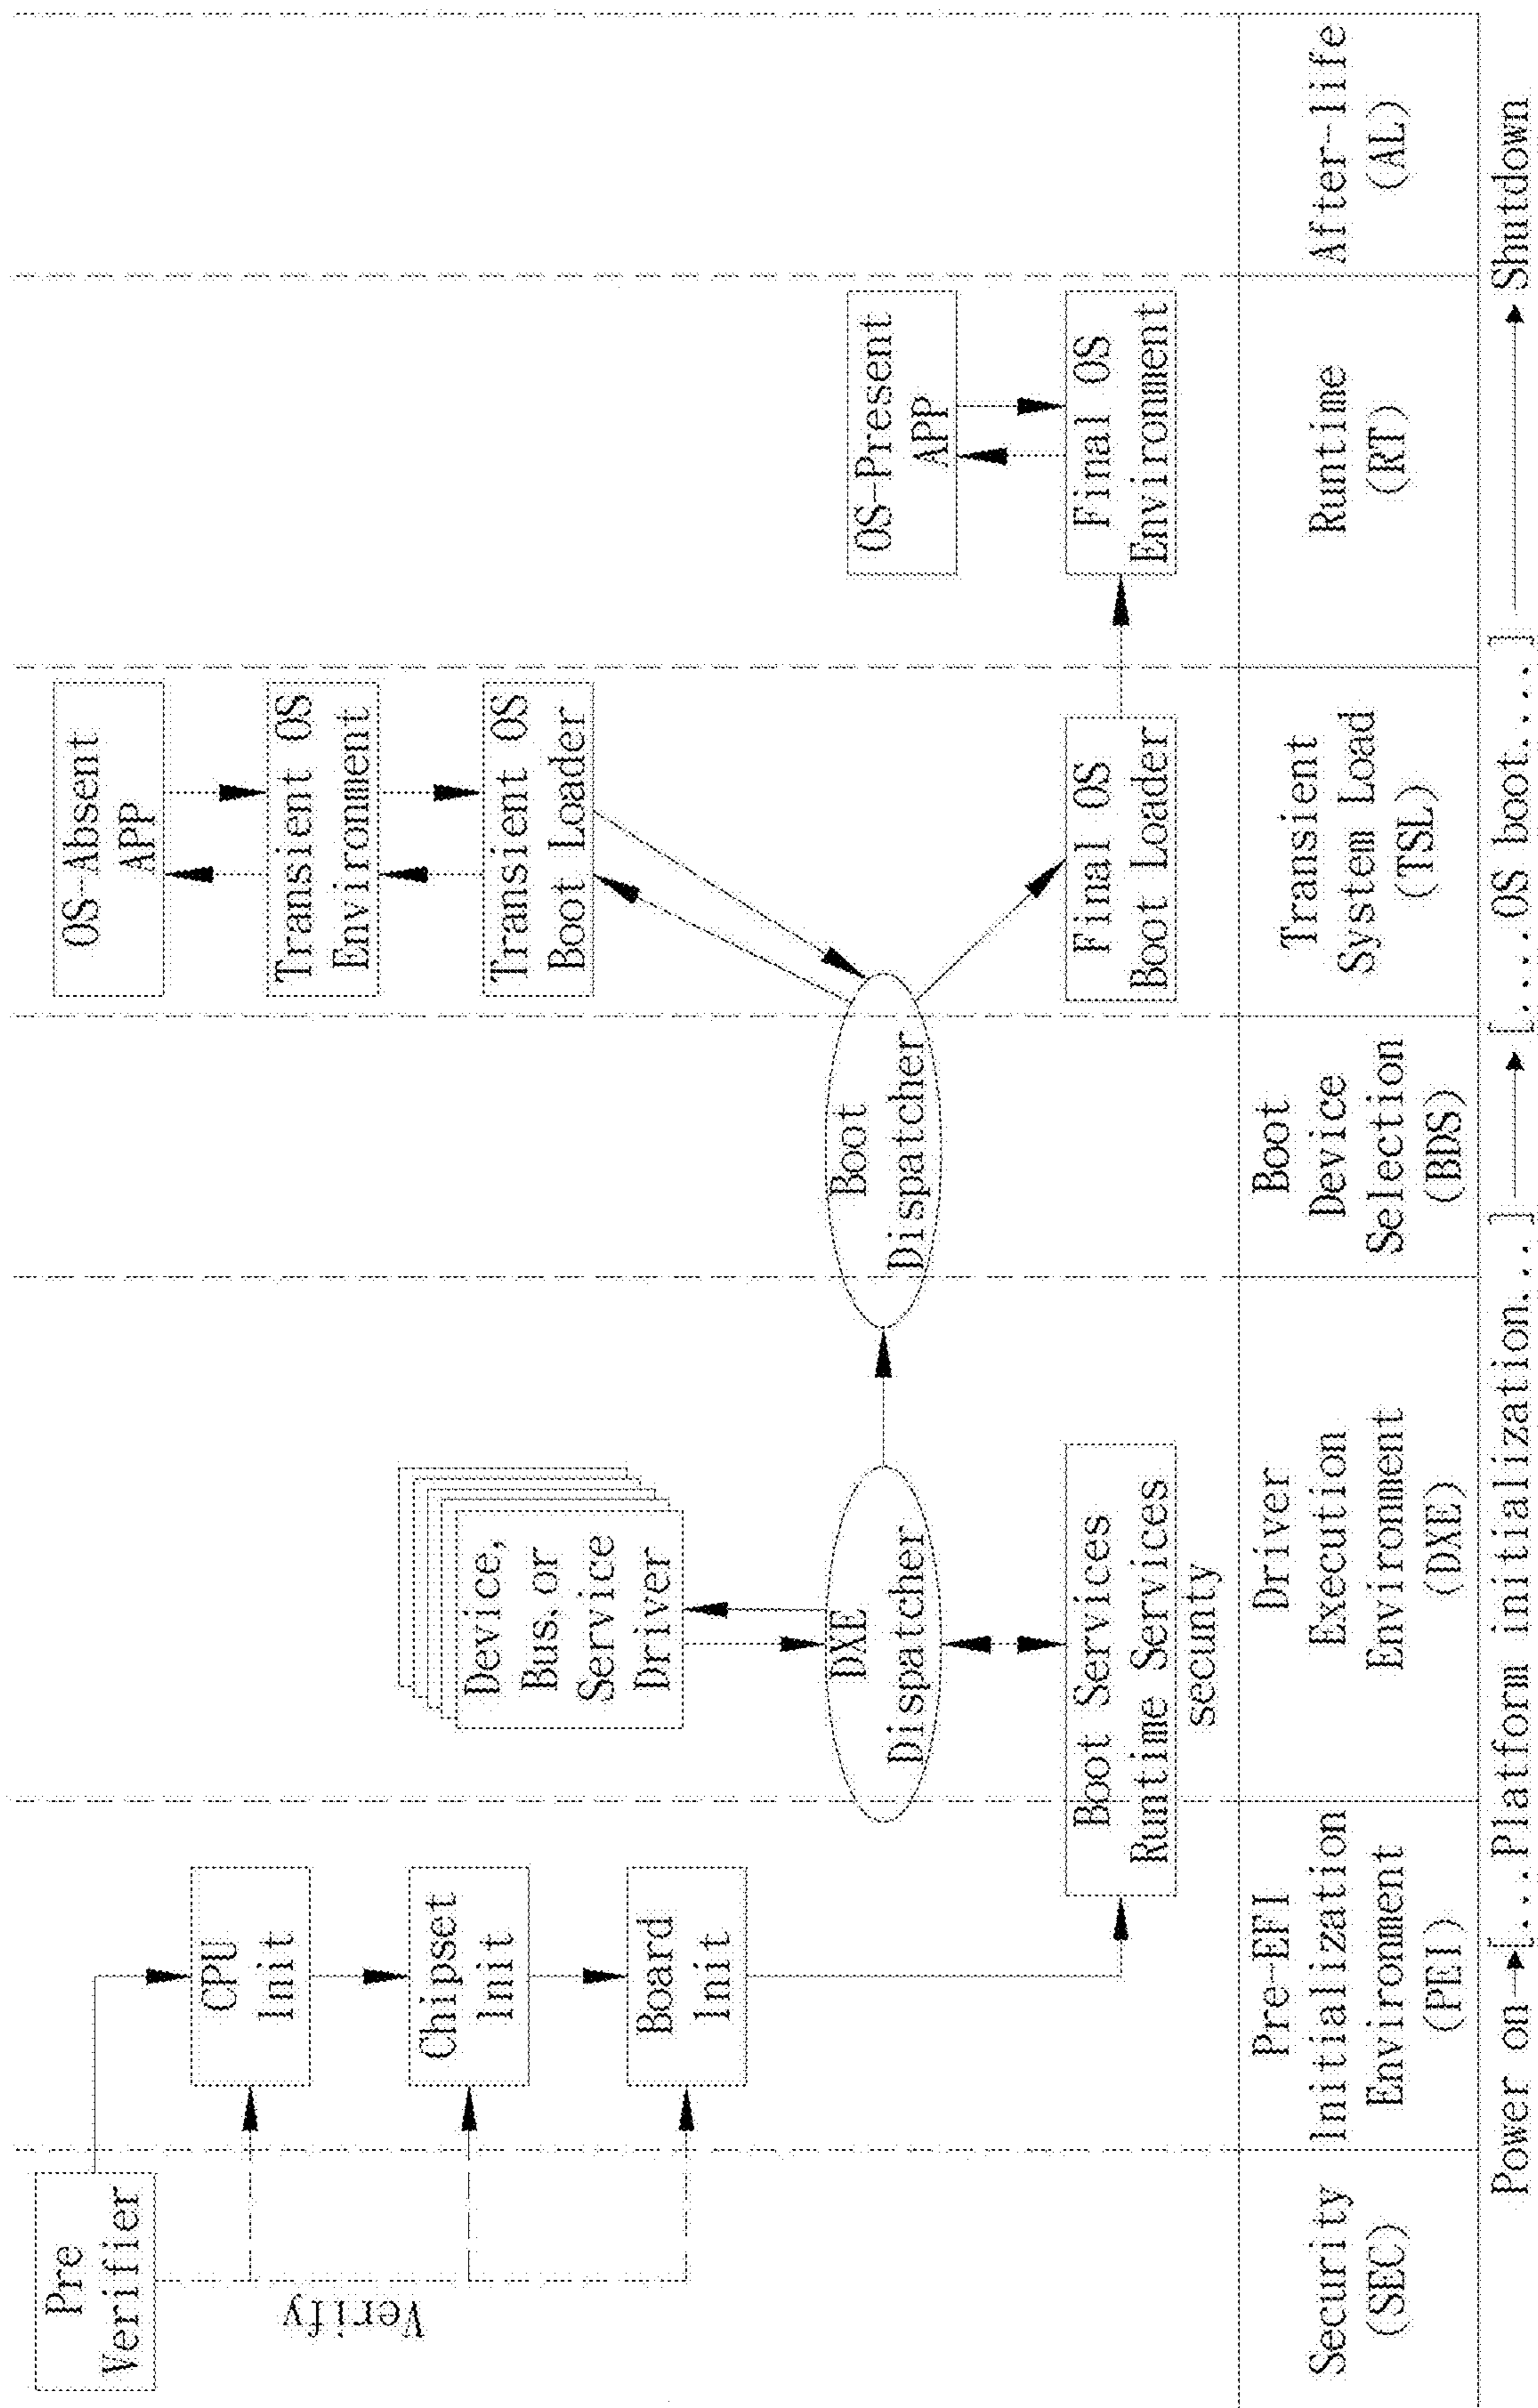 Pre
Verifier
Verify
CPU
Init
Chipset
Init
Board
Init
Device,
Bus, or
Service
Driver
DXE
Dispatcher
Boot Services
Runtime Services
securty
Boot
Dispatcher
OS-Absent
APP
Transient OS
Environment
Transient OS
Boot Loader
Final OS
Boot Loader
OS-Present
APP
Final OS
Environment
Security
(SEC)
Pre-EFI
Initialization
Environment
(PEI)
Driver
Execution
Environment
(DXE)
Boot
Device
Selection
(BDS)
Transient
System Load
(TSL)
Runtime
(RT)
After-life
(AL)
Power on→[...Platform initialization...]→[....OS boot....]→Shutdown